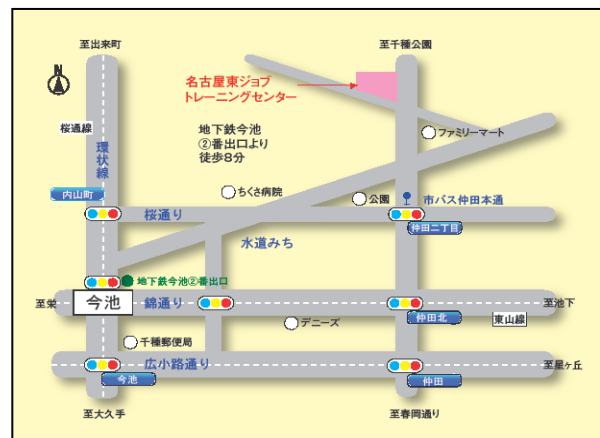 至出来町
至千種公園
N
名古屋東ジョブ
トレーニングセンター
桜通線
環状線
地下鉄今池
②番出口より
徒歩8分
ファミリーマート
内山町
ちくさ病院
公園
市バス仲田本通
桜通り
仲田二丁目
水道みち
地下鉄今池②番出口
至栄
今池
錦通り
至池下
仲田北
東山線
デニーズ
千種郵便局
広小路通り
至星ヶ丘
今池
仲田
至大久手
至春岡通り